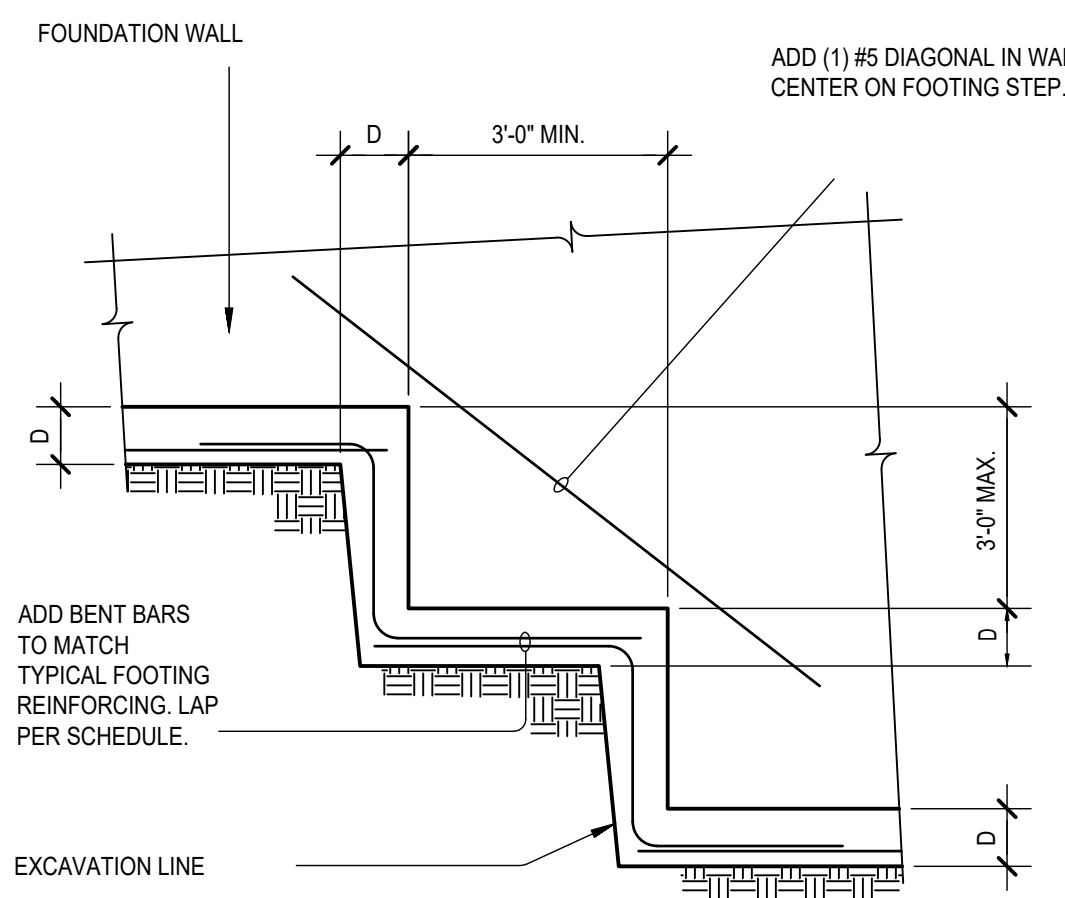 FOUNDATION WALL
ADD (1) #5 DIAGONAL IN
CENTER ON FOOTING STEP.
D
3'-0" MIN.
D
3'-0" MAX.
ADD BENT BARS
TO MATCH
TYPICAL FOOTING
REINFORCING. LAP
PER SCHEDULE.
D
D
EXCAVATION LINE